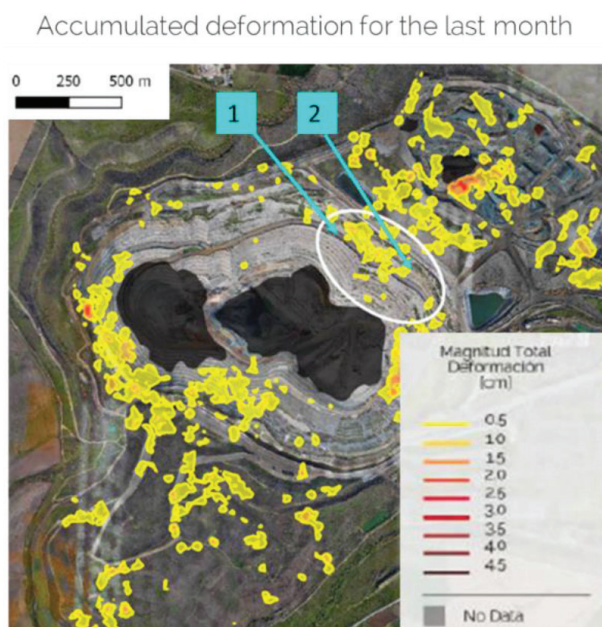 Accumulated deformation for the last month
0 250 500 m
1 2
Magnitud Total
Deformación
[cm]
0.5
1.0
1.5
2.0
2.5
3.0
3.5
4.0
4.5
No Data